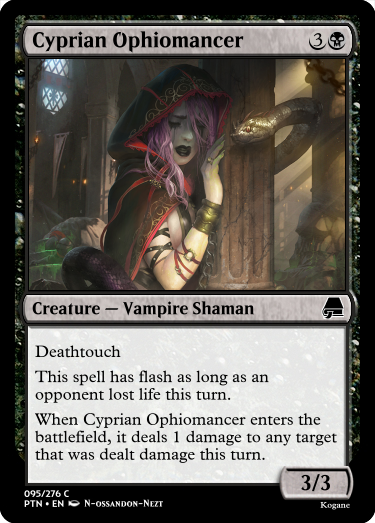 Cyprian Ophiomancer 3
Creature — Vampire Shaman
Deathtouch
This spell has flash as long as an
opponent lost life this turn.
When Cyprian Ophiomancer enters the
battlefield, it deals 1 damage to any target
that was dealt damage this turn.
3/3
095/276 C
PTN • EN N-ossandon-Nezt
Kogane